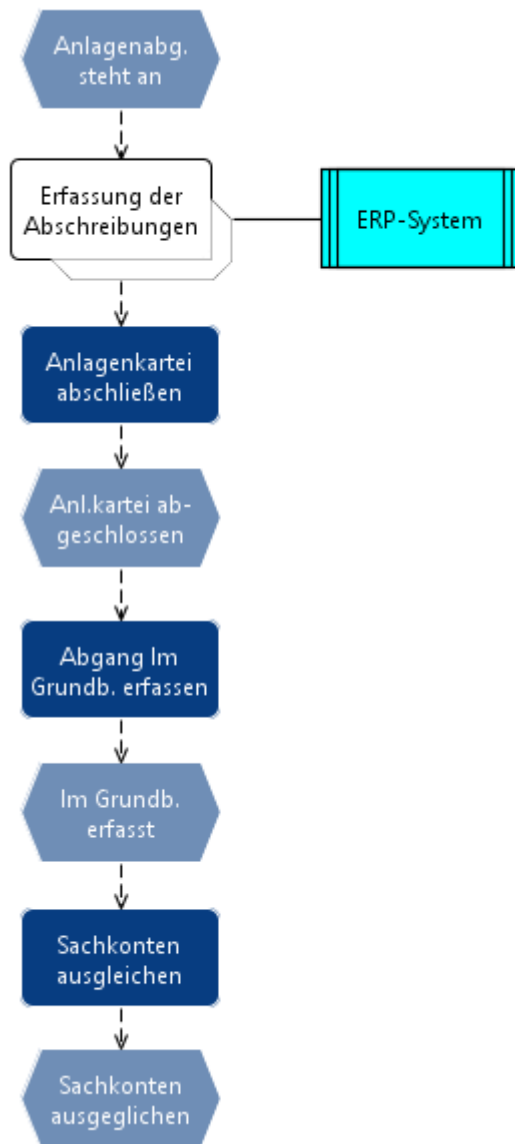 Anlagenabg.
steht an
Erfassung der
Abschreibungen
ERP-System
Anlagenkartei
abschließen
Anl.kartei ab-
geschlossen
Abgang Im
Grundb. erfassen
Im Grundb.
erfasst
Sachkonten
ausgleichen
Sachkonten
ausgeglichen